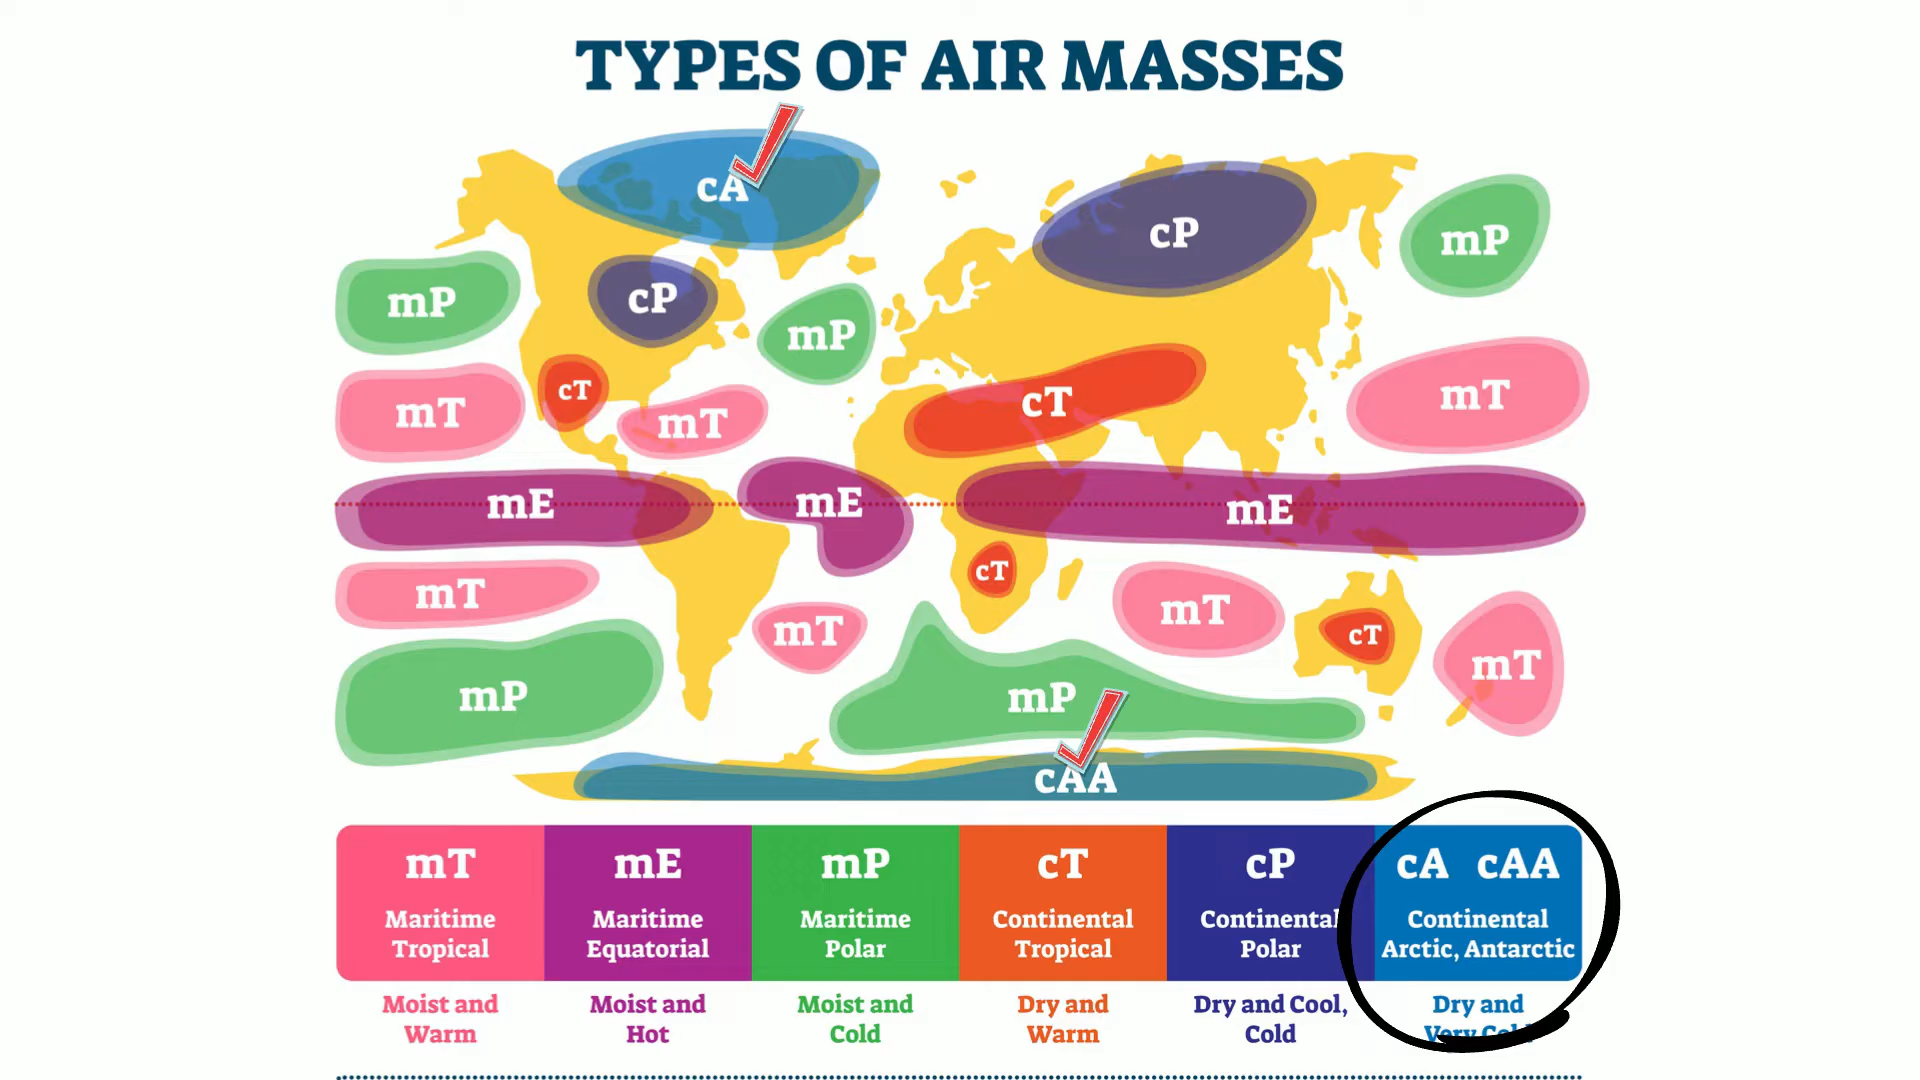 TYPES OF AIR MASSES
cA
cP
mP
mP
cP
mP
cT
mT
mT
cT
mT
mE
mE
mE
mT
cT
mT
mT
cT
mT
mP
mP
cAA
mT
Maritime
Tropical
Moist and
Warm
mE
Maritime
Equatorial
Moist and
Hot
mP
Maritime
Polar
Moist and
Cold
cT
Continental
Tropical
Dry and
Warm
cP
Continental
Polar
Dry and Cool,
Cold
cA cAA
Continental
Arctic, Antarctic
Dry and
Very Cold